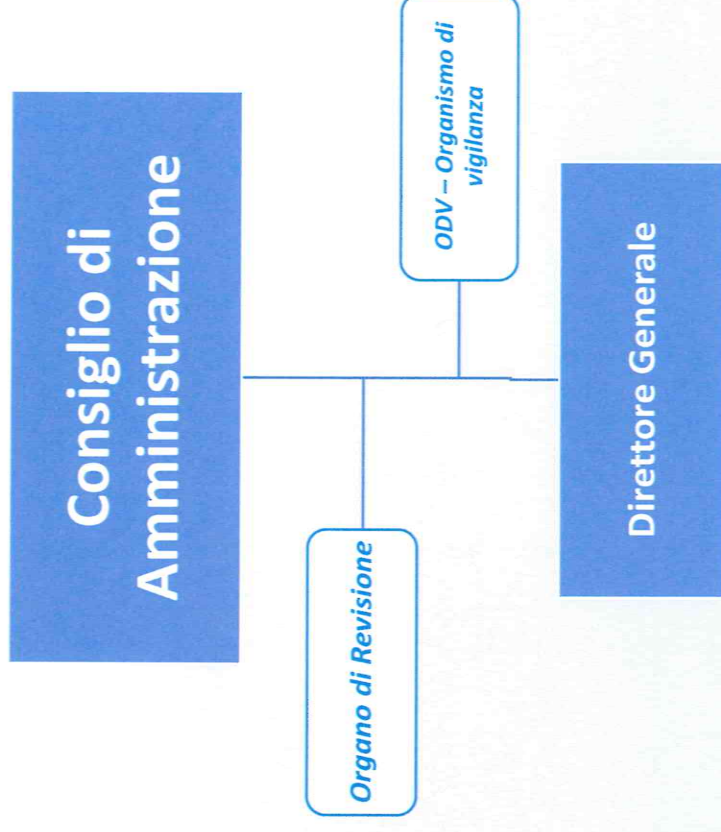 Consiglio di
Amministrazione
Organo di Revisione
ODV – Organismo di
vigilanza
Direttore Generale